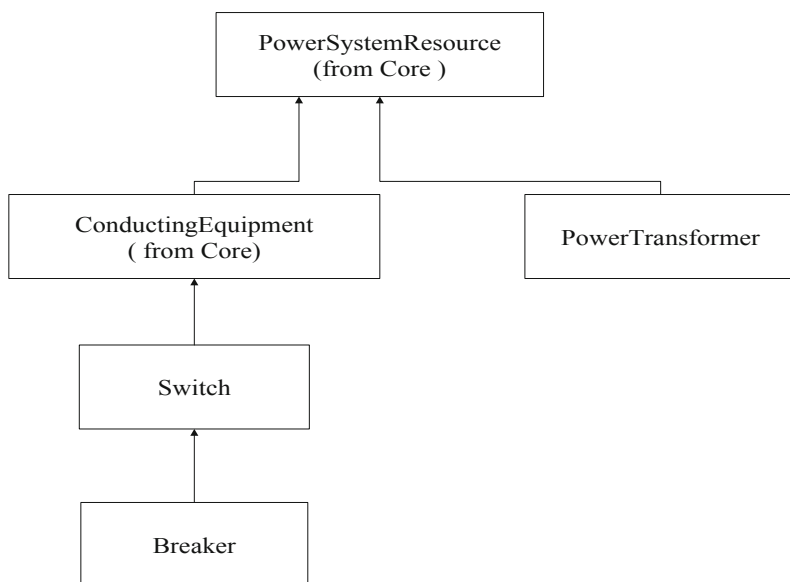 PowerSystemResource
(from Core )
ConductingEquipment
( from Core)
PowerTransformer
Switch
Breaker